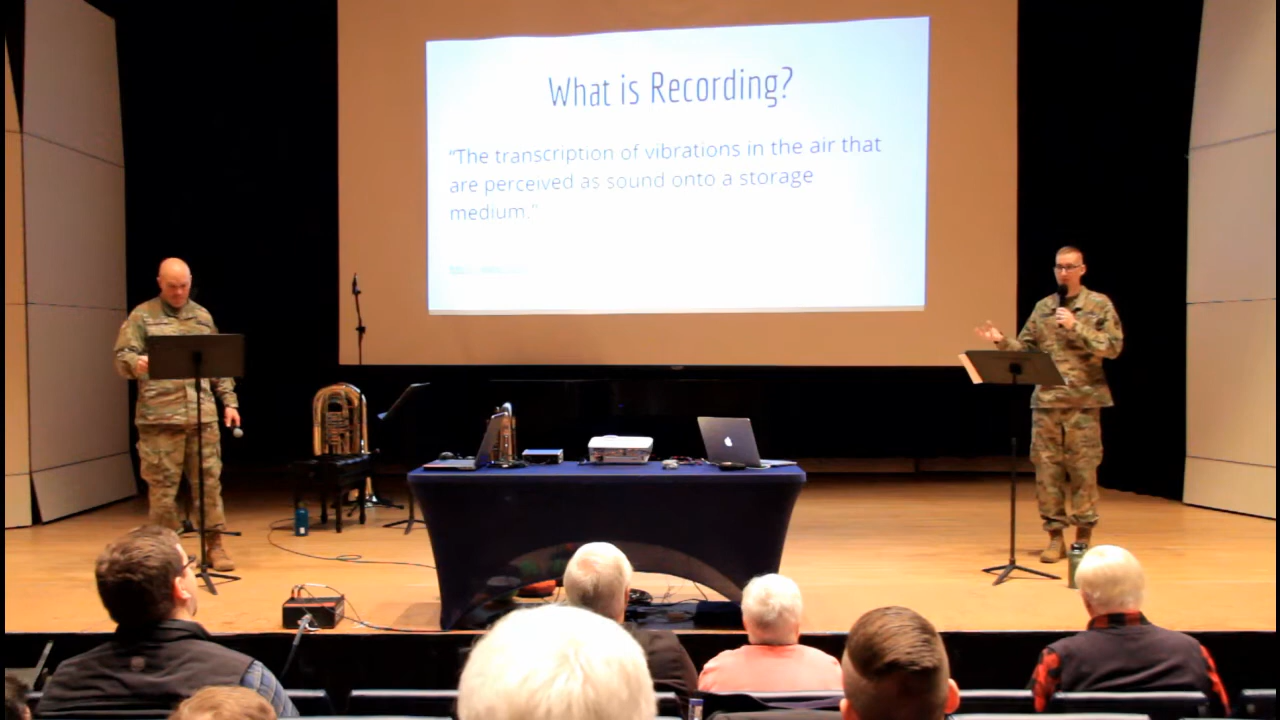 What is Recording?
“The transcription of vibrations in the air that
are perceived as sound onto a storage
medium.”